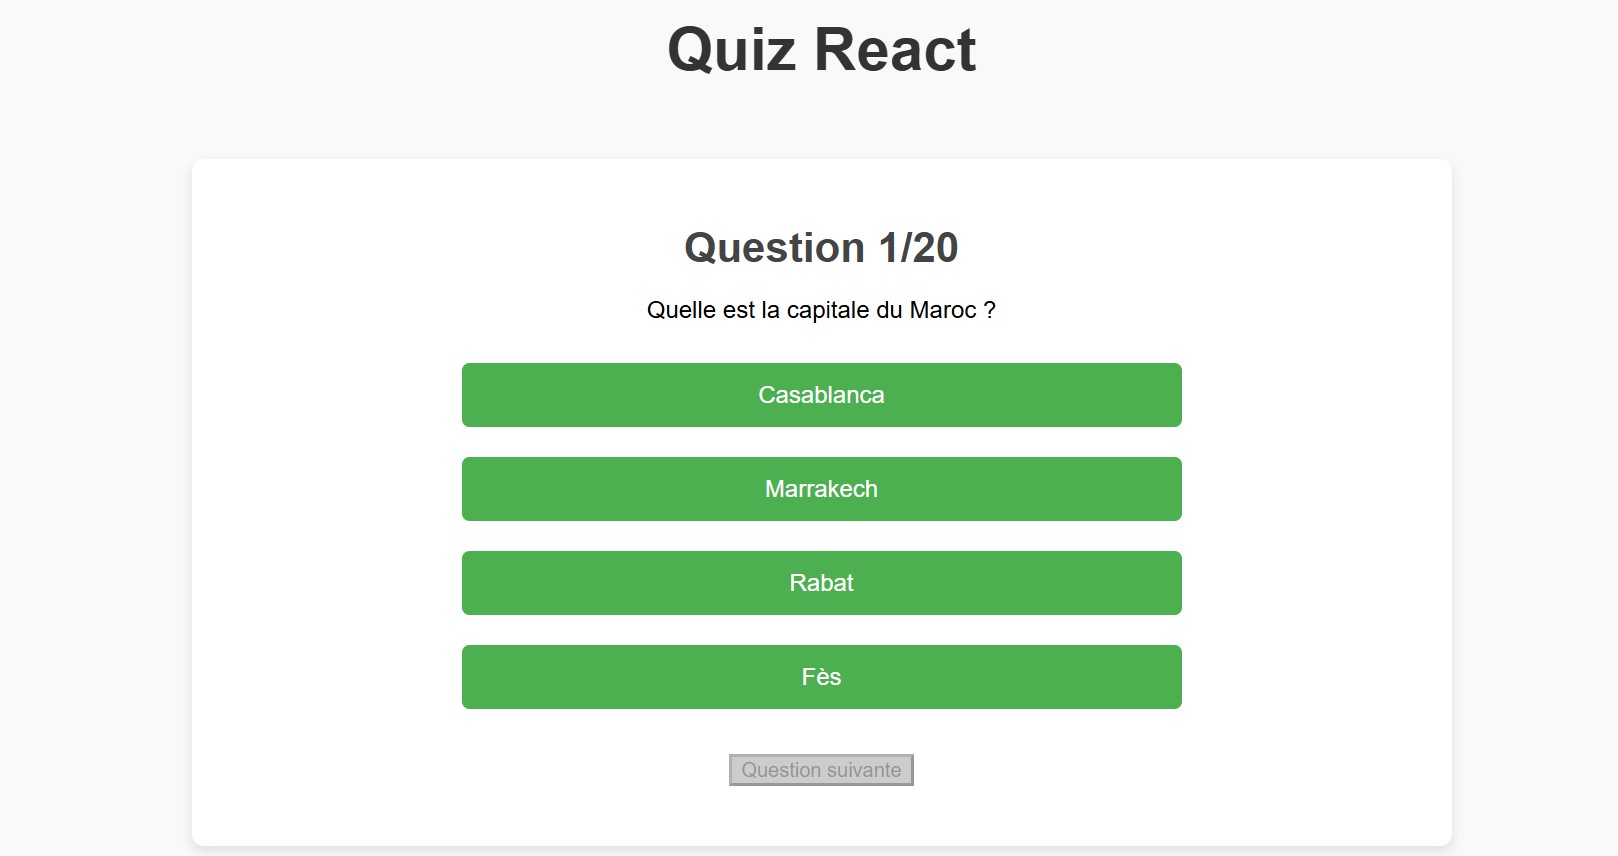 Quiz React
Question 1/20
Quelle est la capitale du Maroc ?
Casablanca
Marrakech
Rabat
Fès
Question suivante